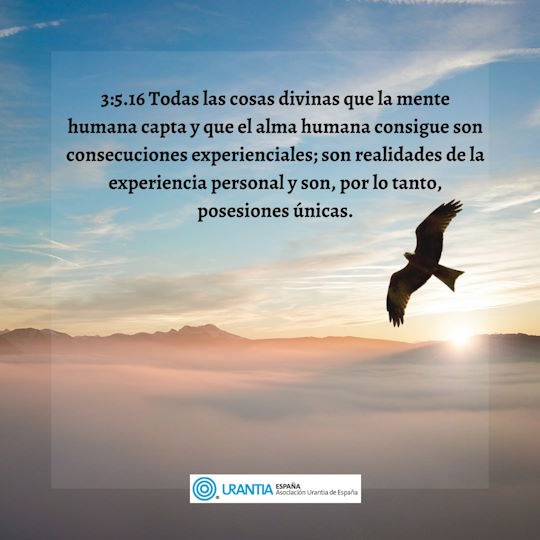 3:5.16 Todas las cosas divinas que la mente
humana capta y que el alma humana consigue son
consecuciones experienciales; son realidades de la
experiencia personal y son, por lo tanto,
posesiones únicas.
URANTIA ESPAÑA
Asociación Urantia de España